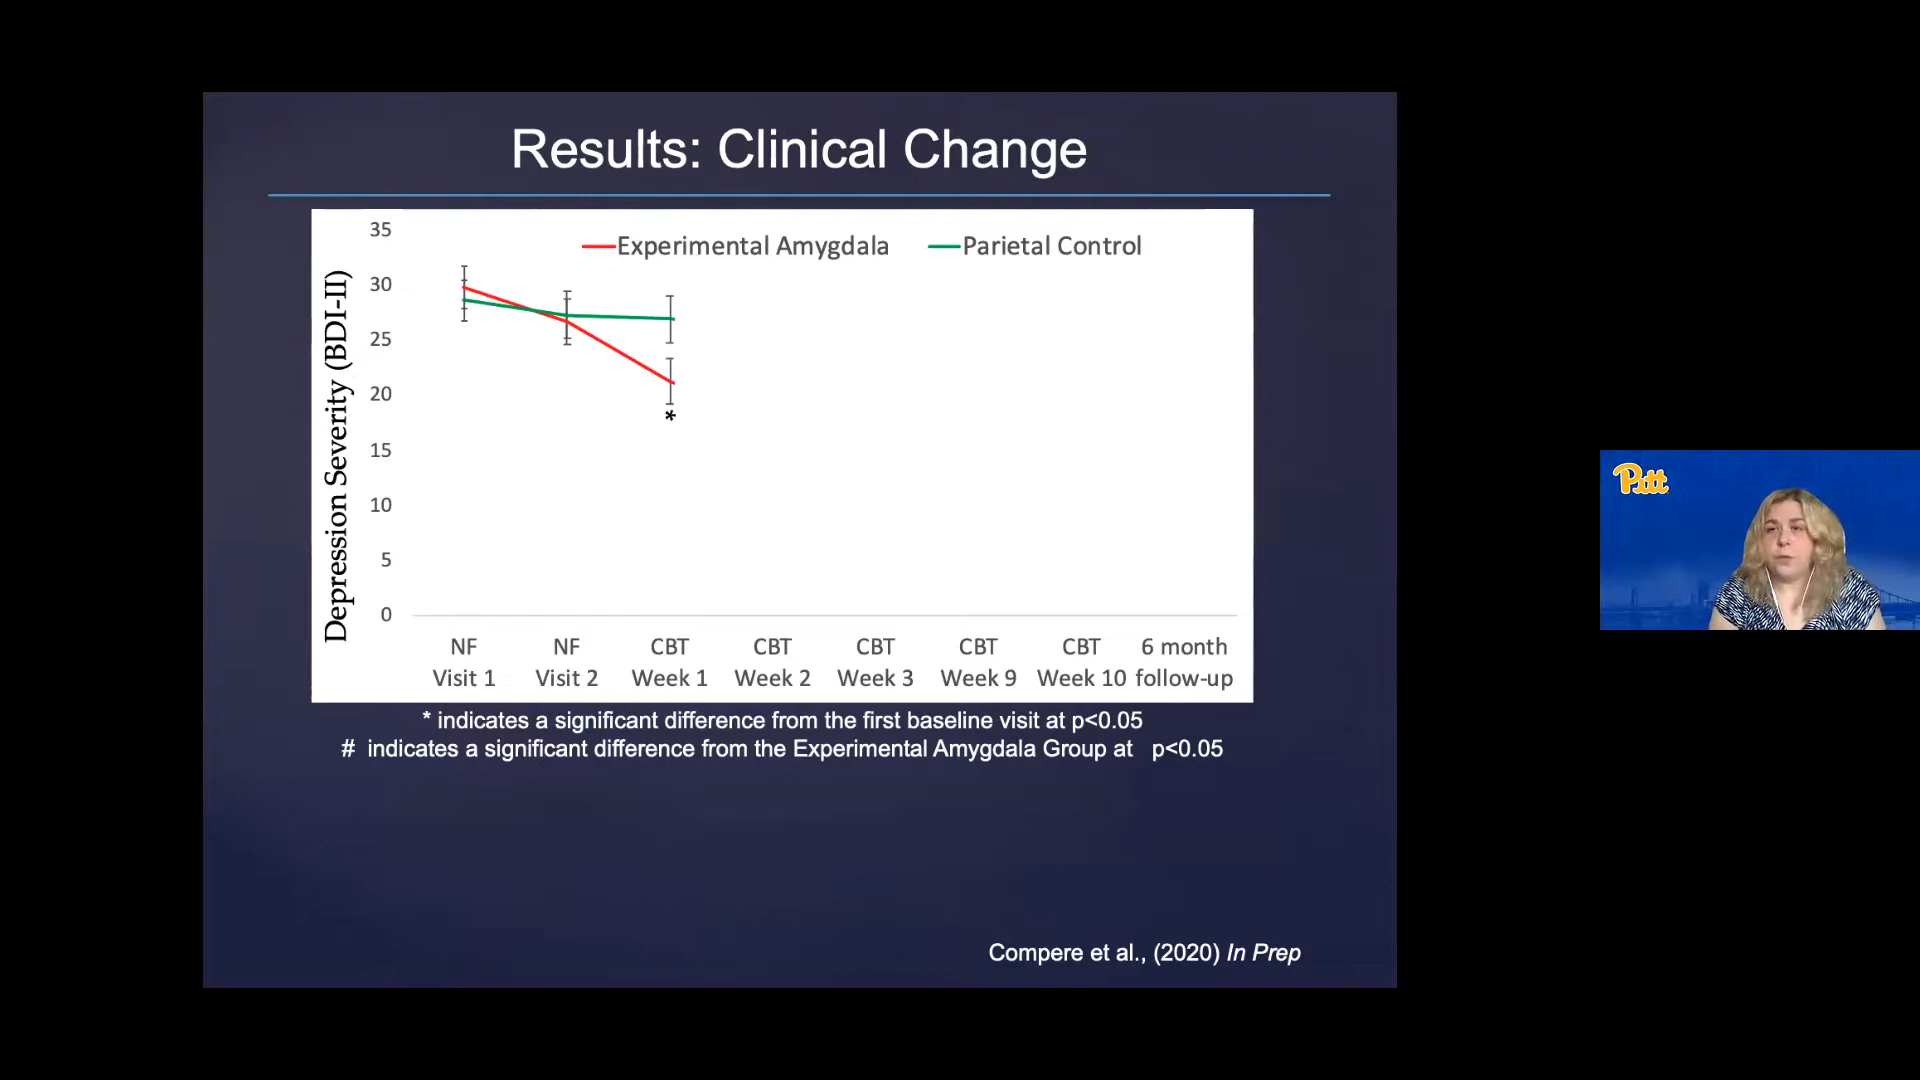 Results: Clinical Change
Experimental Amygdala
Parietal Control
Depression Severity (BDI-II)
35
30
25
20
15
10
5
0
*
NF Visit 1
NF Visit 2
CBT Week 1
CBT Week 2
CBT Week 3
CBT Week 9
CBT Week 10
6 month follow-up
* indicates a significant difference from the first baseline visit at p<0.05
# indicates a significant difference from the Experimental Amygdala Group at p<0.05
Compere et al., (2020) In Prep
Pitt